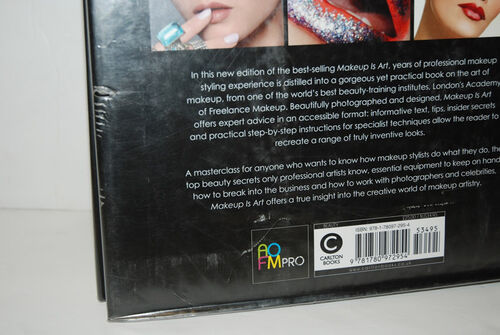 In this new edition of the best-selling Makeup Is Art, years of professional makeup
styling experience is distilled into a gorgeous yet practical book on the art of
makeup, from one of the world's best beauty-training institutes, London's Academy
of Freelance Makeup. Beautifully photographed and designed, Makeup Is Art
offers expert advice in an accessible format: informative text, tips, insider secrets
and practical step-by-step instructions for specialist techniques allow the reader to
recreate a range of truly inventive looks.
A masterclass for anyone who wants to know how makeup stylists do what they do, the
top beauty secrets only professional artists know, essential equipment to keep on hand,
how to break into the business and how to work with photographers and celebrities,
Makeup Is Art offers a true insight into the creative world of makeup artistry.
AO
FMPRO
C
CARLTON
BOOKS
ISBN: 978-1-78097-295-4
53495
9 781780 972954
www.carltonbooks.co.uk